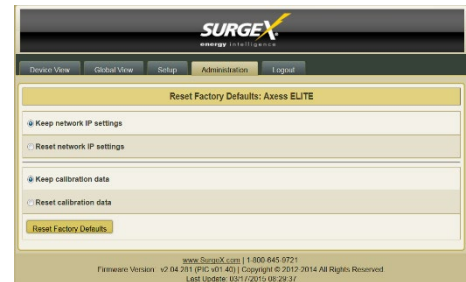 SURGEX
energy intelligence
Device View Global View Setup Administration Logout
Reset Factory Defaults: Axess ELITE
Keep network IP settings
Reset network IP settings
Keep calibration data
Reset calibration data
Reset Factory Defaults
www.SurgeX.com | 1-800-645-9721
Firmware Version: v2.04.281 (PIC v01.40) | Copyright © 2012-2014 All Rights Reserved
Last Update: 03/17/2015 08:29:37